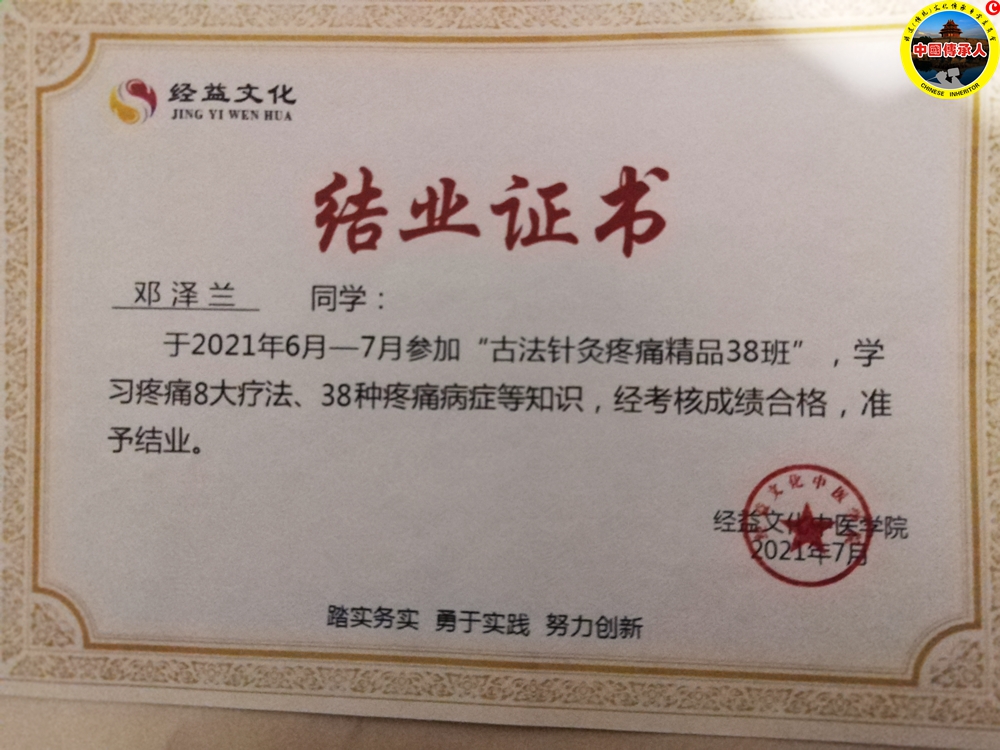 经益文化
JING YI WEN HUA
中國傳承人
CHINESE INHERITOR
C
结业证书
邓泽兰 同学：
于2021年6月—7月参加“古法针灸疼痛精品38班”，学
习疼痛8大疗法、38种疼痛病症等知识，经考核成绩合格，准
予结业。
经益文化中医学院
2021年7月
踏实务实 勇于实践 努力创新